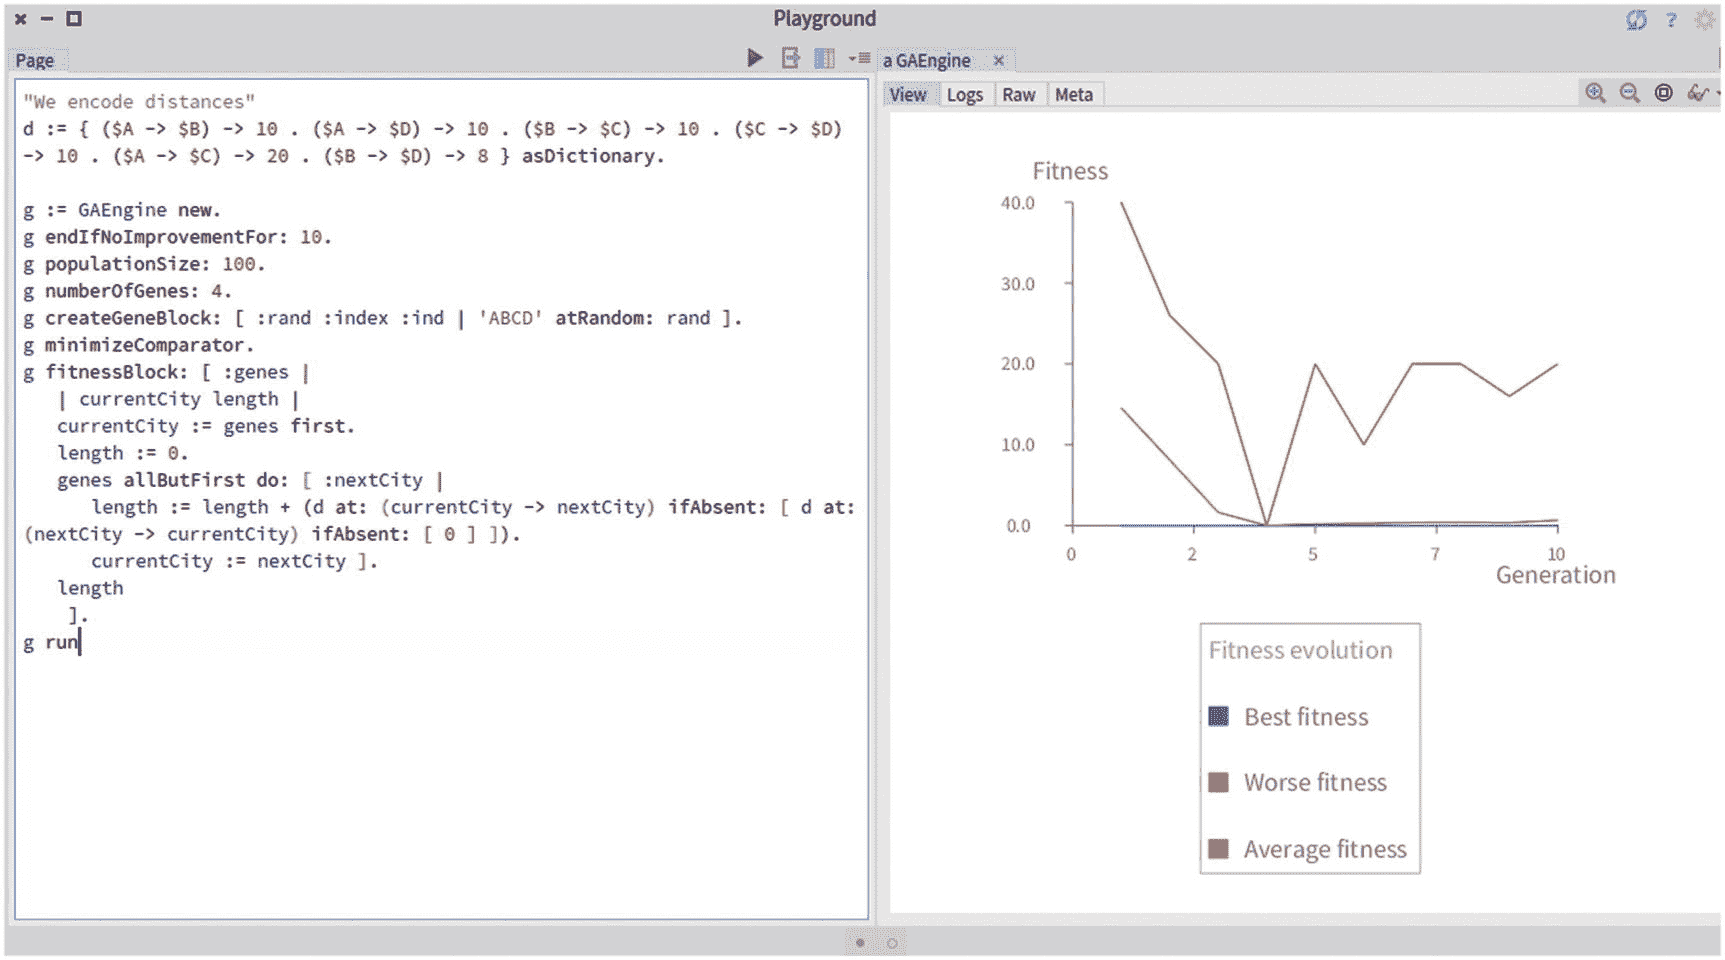 Playground
?
Page
a GAEngine ×
View Logs Raw Meta
"We encode distances"
d := { ($A -> $B) -> 10 . ($A -> $D) -> 10 . ($B -> $C) -> 10 . ($C -> $D)
-> 10 . ($A -> $C) -> 20 . ($B -> $D) -> 8 } asDictionary.
g := GAEngine new.
g endIfNoImprovementFor: 10.
g populationSize: 100.
g numberOfGenes: 4.
g createGeneBlock: [ :rand :index :ind | 'ABCD' atRandom: rand ].
g minimizeComparator.
g fitnessBlock: [ :genes |
| currentCity length |
currentCity := genes first.
length := 0.
genes allButFirst do: [ :nextCity |
length := length + (d at: (currentCity -> nextCity) ifAbsent: [ d at:
(nextCity -> currentCity) ifAbsent: [ 0 ] ]).
currentCity := nextCity ].
length
].
g run
Fitness
40.0
30.0
20.0
10.0
0.0
0 2 5 7 10
Generation
Fitness evolution
Best fitness
Worse fitness
Average fitness